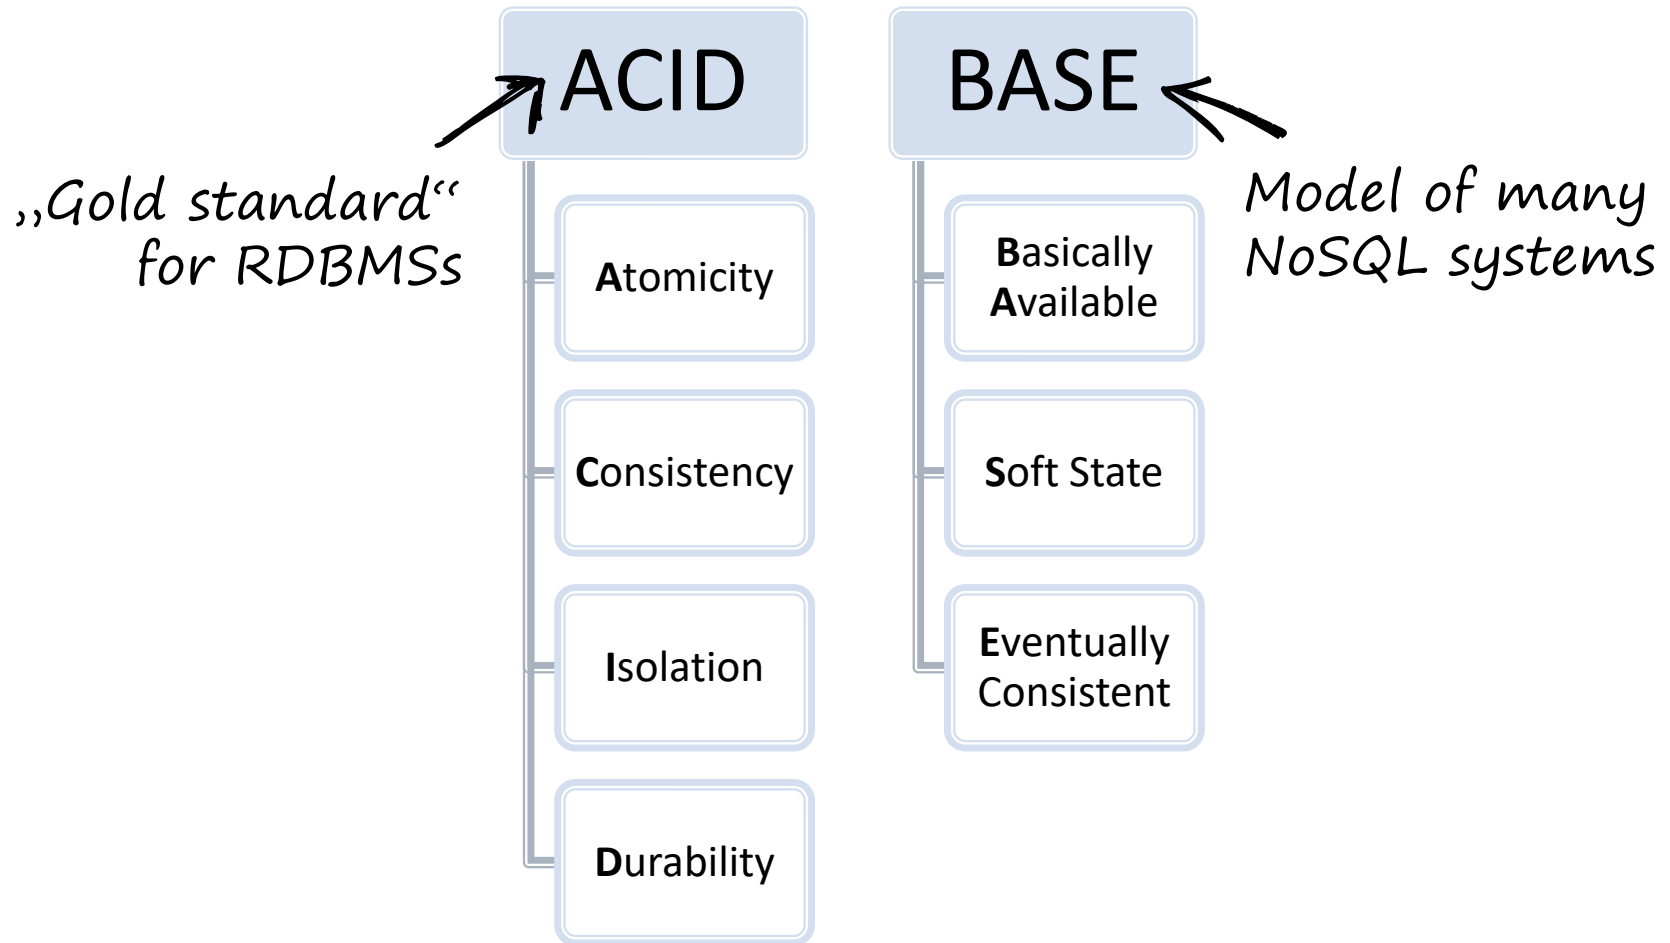 ACID
„Gold standard“
for RDBMSs
Atomicity
Consistency
Isolation
Durability
BASE
Model of many
NoSQL systems
Basically
Available
Soft State
Eventually
Consistent